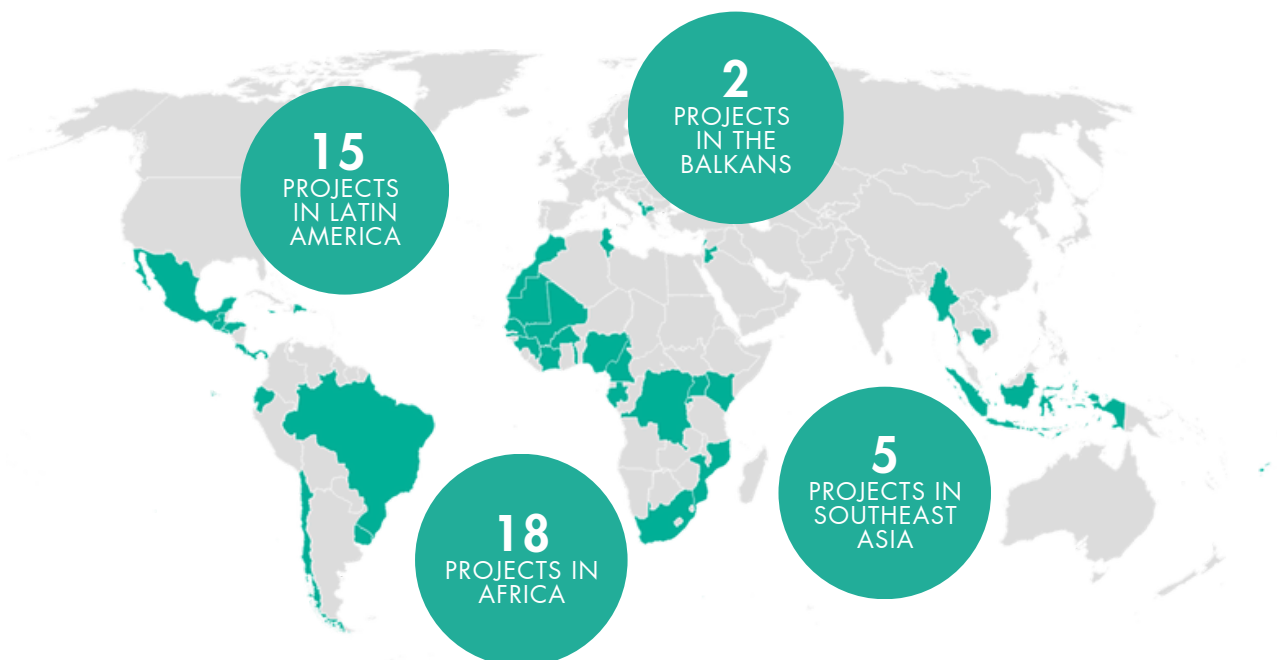 2
PROJECTS
IN THE
BALKANS
15
PROJECTS
IN LATIN
AMERICA
5
PROJECTS IN
SOUTHEAST
ASIA
18
PROJECTS IN
AFRICA